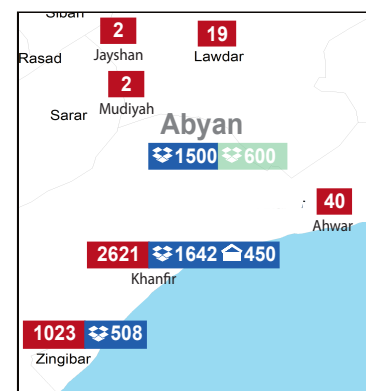 Siban
2
19
Rasad
Jayshan
Lawdar
2
Mudiyah
Sarar
Abyan
1500 600
40
Ahwar
2621 1642 450
Khanfir
1023 508
Zingibar